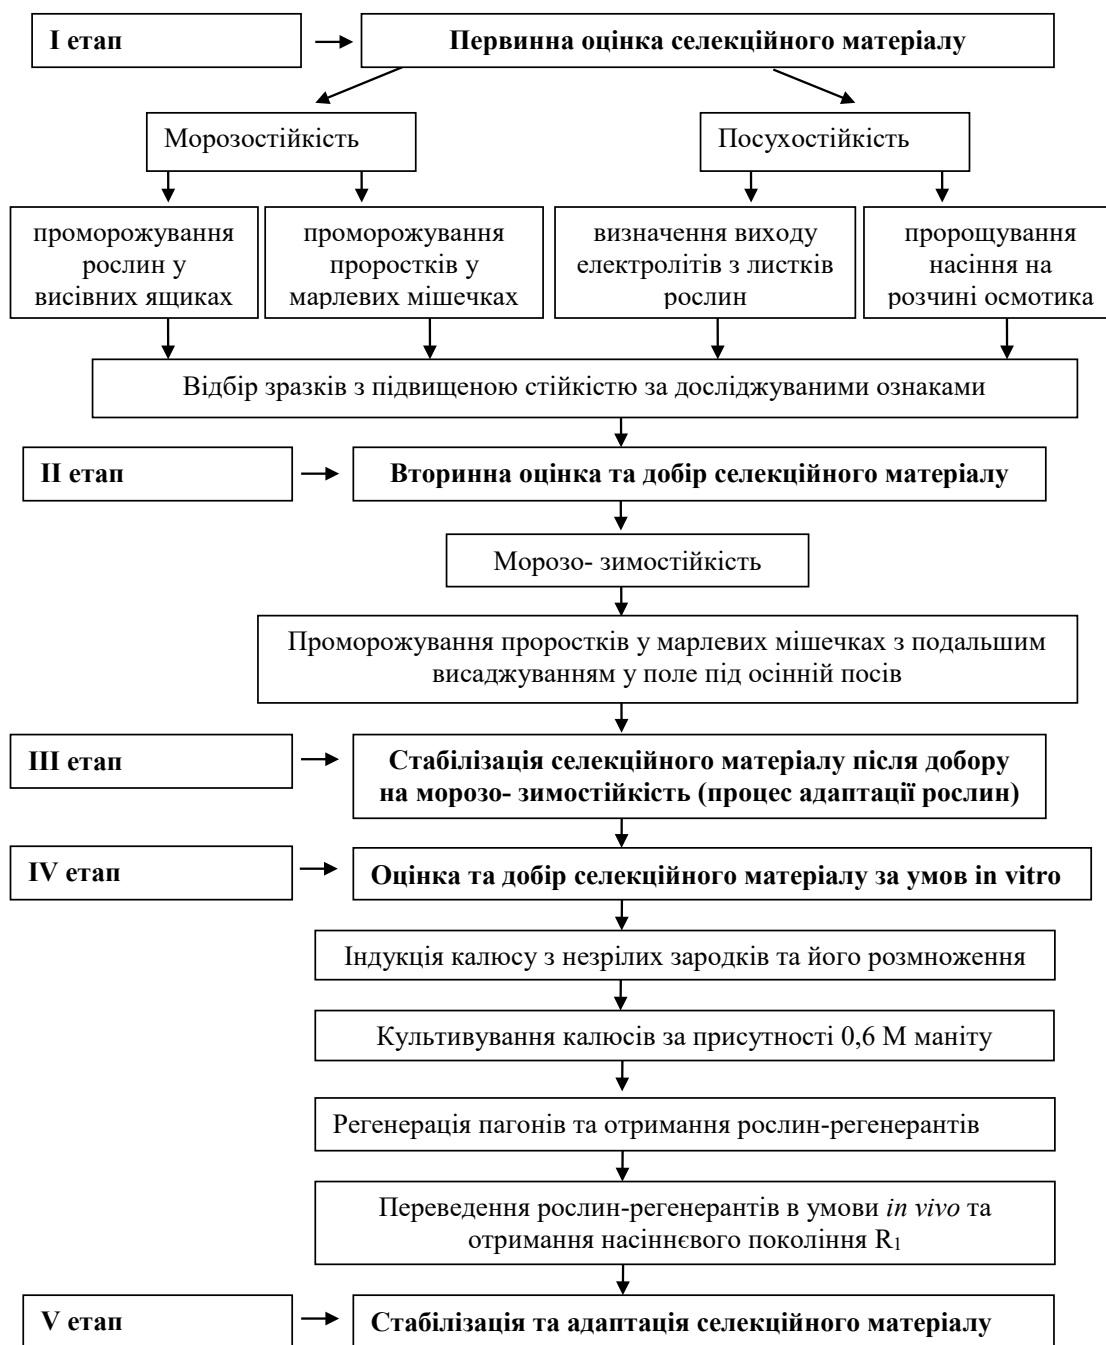 І етап
Первинна оцінка селекційного матеріалу
Морозостійкість
Посухостійкість
проморожування
рослин у
висівних ящиках
проморожування
проростків у
марлевих мішечках
визначення виходу
електролітів з листків
рослин
пророщування
насіння на
розчині осмотика
Відбір зразків з підвищеною стійкістю за досліджуваними ознаками
ІІ етап
Вторинна оцінка та добір селекційного матеріалу
Морозо- зимостійкість
Проморожування проростків у марлевих мішечках з подальшим
висаджуванням у поле під осінній посів
ІІІ етап
Стабілізація селекційного матеріалу після добору
на морозо- зимостійкість (процес адаптації рослин)
IV етап
Оцінка та добір селекційного матеріалу за умов in vitro
Індукція калюсу з незрілих зародків та його розмноження
Культивування калюсів за присутності 0,6 М маніту
Регенерація пагонів та отримання рослин-регенерантів
Переведення рослин-регенерантів в умови in vivo та
отримання насіннєвого покоління R₁
V етап
Стабілізація та адаптація селекційного матеріалу